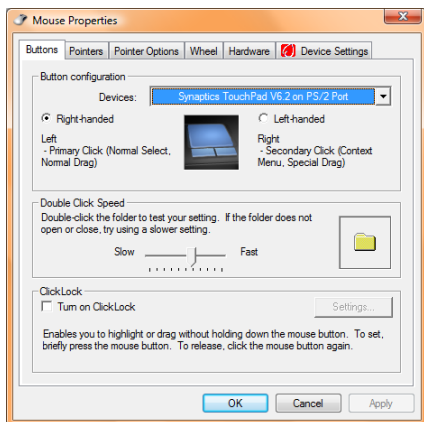 Mouse Properties
Buttons Pointers Pointer Options Wheel Hardware Device Settings
Button configuration
Devices: Synaptics TouchPad V6.2 on PS/2 Port
Right-handed Left-handed
Left Right
- Primary Click (Normal Select, - Secondary Click (Context
Normal Drag) Menu, Special Drag)
Double Click Speed
Double-click the folder to test your setting. If the folder does not
open or close, try using a slower setting.
Slow Fast
ClickLock
Turn on ClickLock Settings...
Enables you to highlight or drag without holding down the mouse button. To set,
briefly press the mouse button. To release, click the mouse button again.
OK Cancel Apply